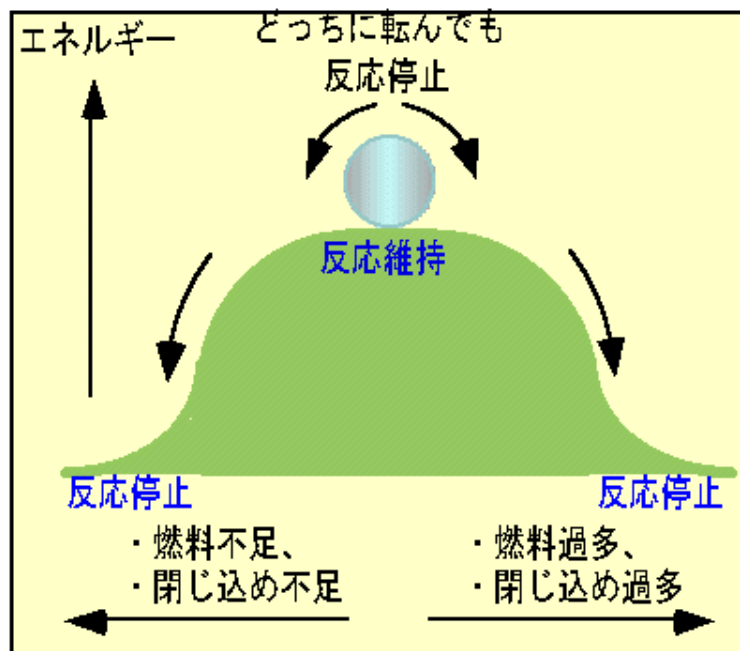 エネルギー
どっちに転んでも
反応停止
反応維持
反応停止
反応停止
・燃料不足、
・閉じ込め不足
・燃料過多、
・閉じ込め過多